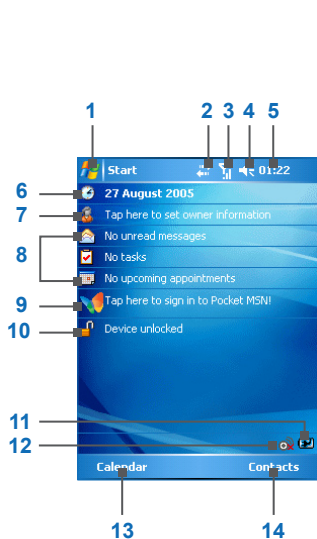 1 2 3 4 5
Start 01:22
6 27 August 2005
7 Tap here to set owner information
No unread messages
8 No tasks
No upcoming appointments
9 Tap here to sign in to Pocket MSN!
10 Device unlocked
11
12
Calendar Contacts
13 14